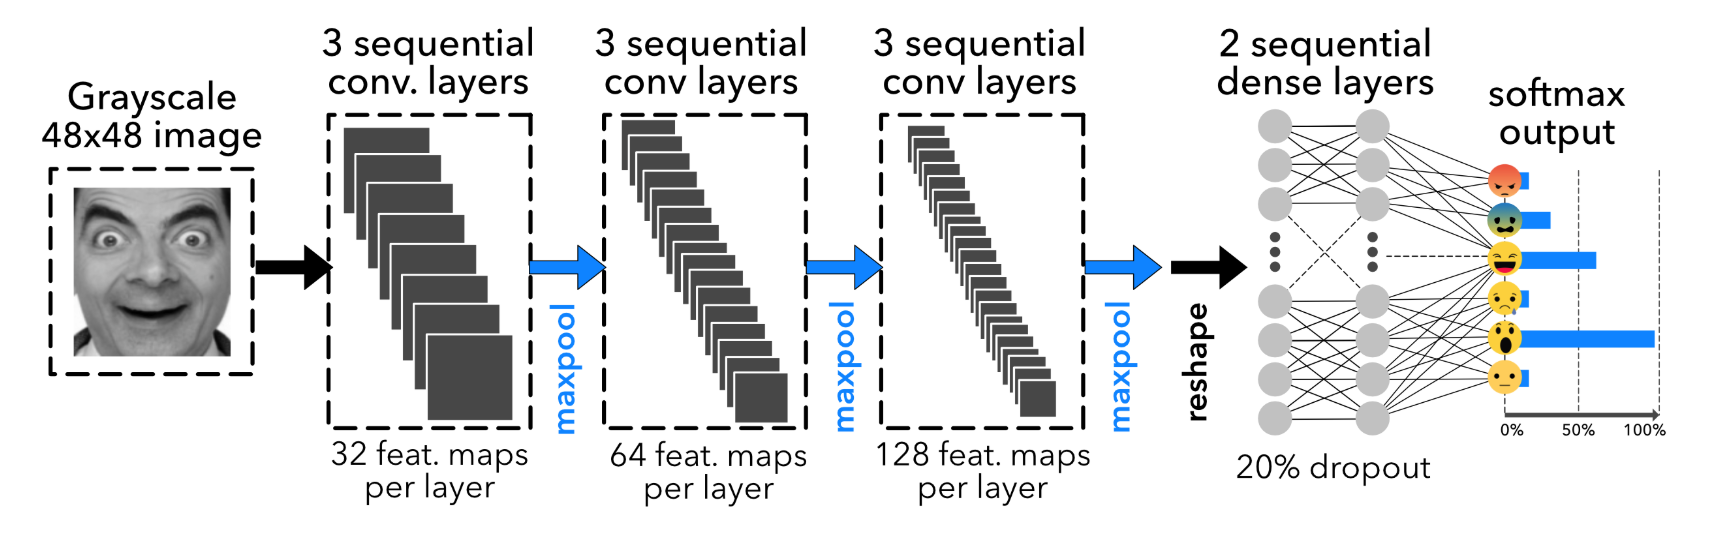 Grayscale
48x48 image
3 sequential
conv. layers
32 feat. maps
per layer
maxpool
3 sequential
conv layers
64 feat. maps
per layer
maxpool
3 sequential
conv layers
128 feat. maps
per layer
maxpool
reshape
2 sequential
dense layers
20% dropout
softmax
output
0%
50%
100%